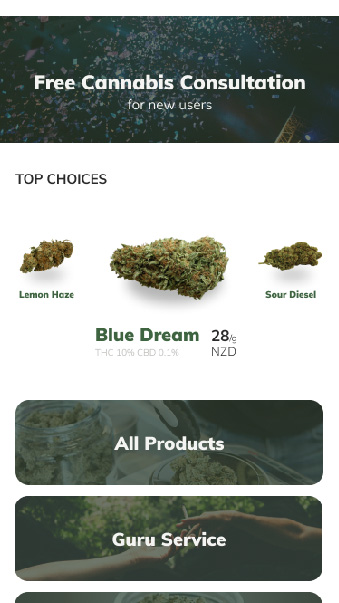 Free Cannabis Consultation
for new users
TOP CHOICES
Lemon Haze
Sour Diesel
Blue Dream 28/g
THC 10% CBD 0.1% NZD
All Products
Guru Service